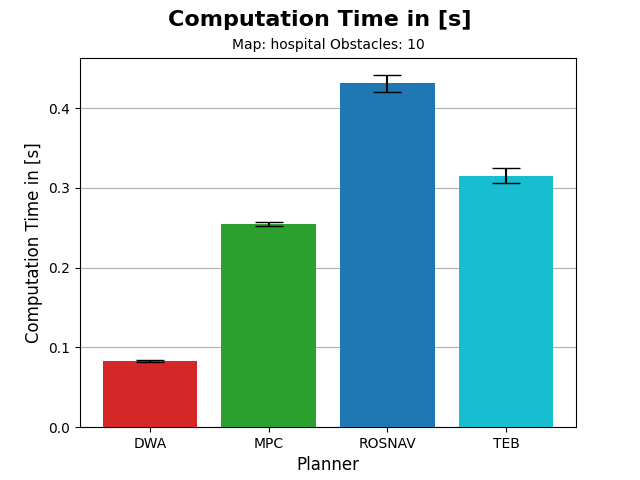 Computation Time in [s]
Map: hospital Obstacles: 10
Computation Time in [s]
0.4
0.3
0.2
0.1
0.0
DWA MPC ROSNAV TEB
Planner